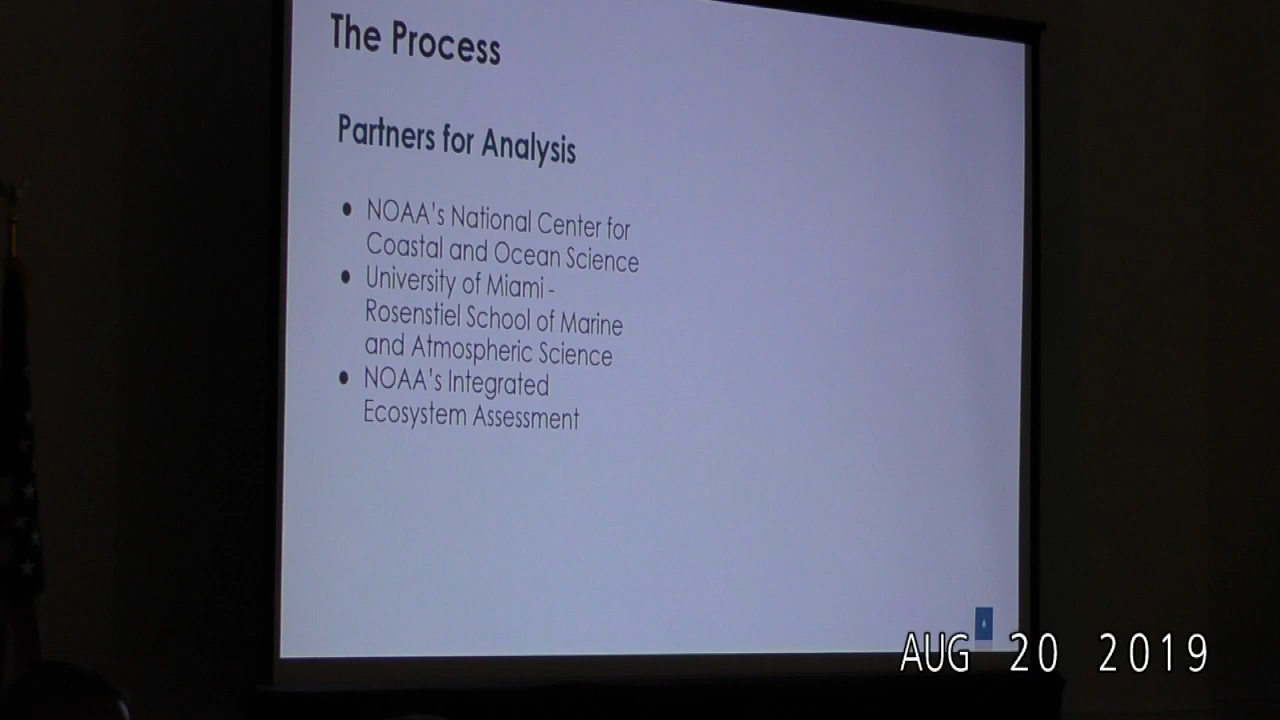 The Process
Partners for Analysis
• NOAA's National Center for
Coastal and Ocean Science
• University of Miami -
Rosenstiel School of Marine
and Atmospheric Science
• NOAA's Integrated
Ecosystem Assessment
AUG 20 2019